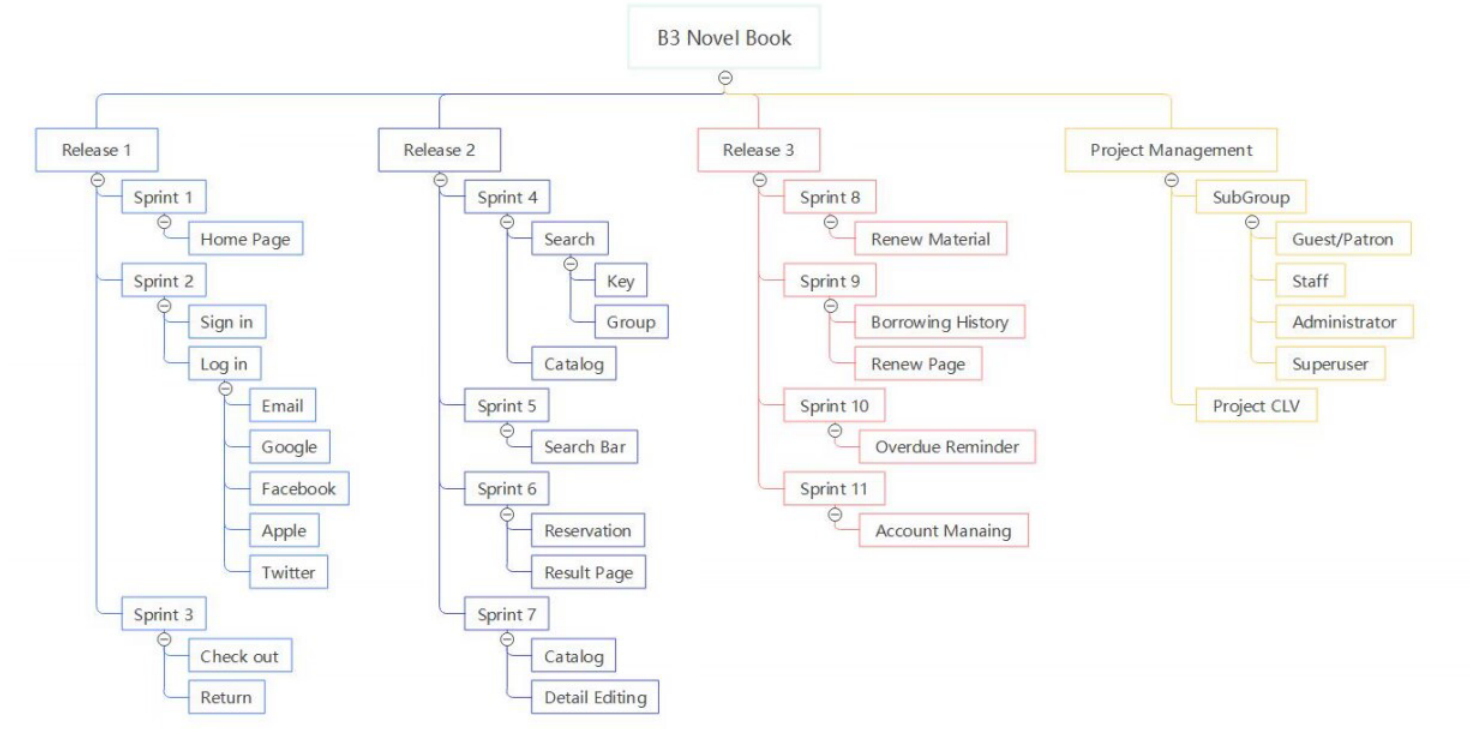 B3 Novel Book
Release 1
Sprint 1
Home Page
Sprint 2
Sign in
Log in
Email
Google
Facebook
Apple
Twitter
Sprint 3
Check out
Return
Release 2
Sprint 4
Search
Key
Group
Catalog
Sprint 5
Search Bar
Sprint 6
Reservation
Result Page
Sprint 7
Catalog
Detail Editing
Release 3
Sprint 8
Renew Material
Sprint 9
Borrowing History
Renew Page
Sprint 10
Overdue Reminder
Sprint 11
Account Manaing
Project Management
SubGroup
Guest/Patron
Staff
Administrator
Superuser
Project CLV